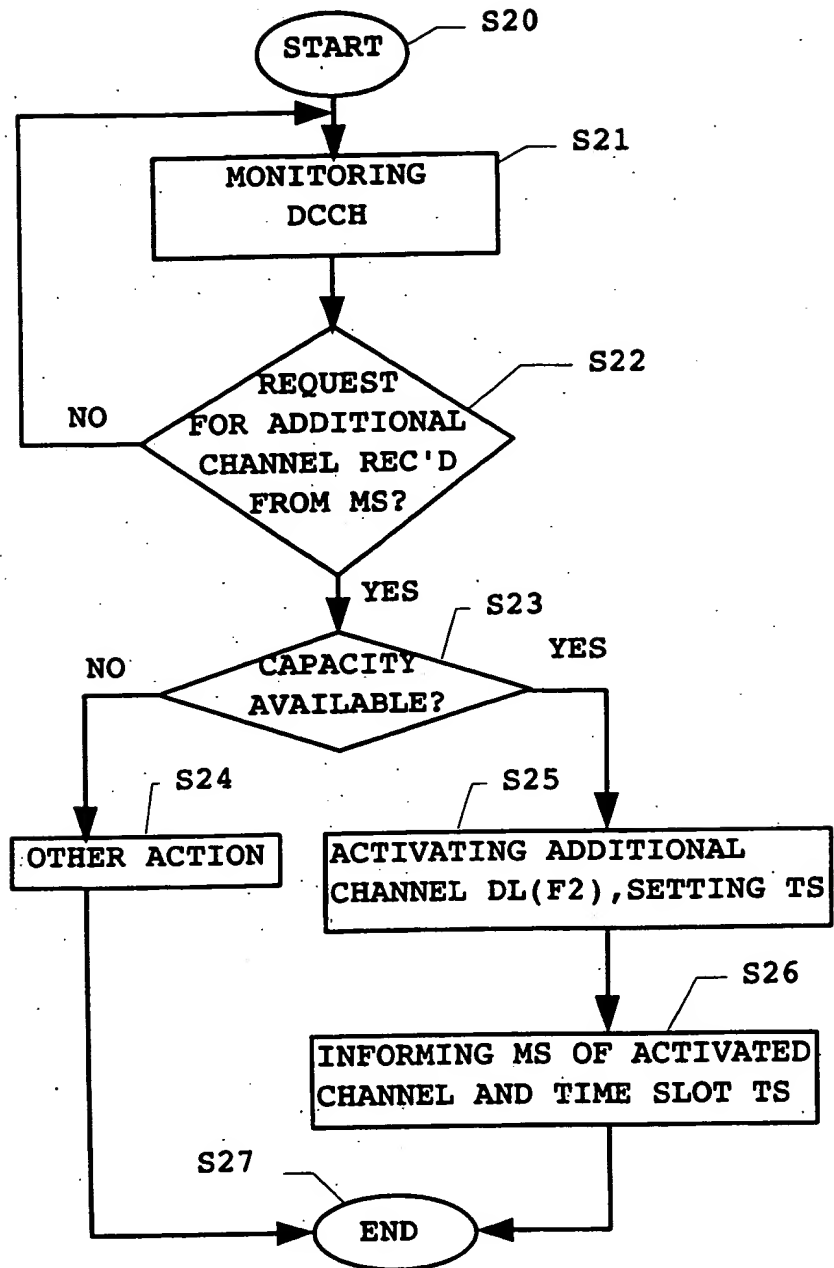 START
S20
S21
MONITORING
DCCH
S22
REQUEST
FOR ADDITIONAL
CHANNEL REC'D
FROM MS?
NO
YES
S23
CAPACITY
AVAILABLE?
NO
YES
S24
OTHER ACTION
S25
ACTIVATING ADDITIONAL
CHANNEL DL(F2),SETTING TS
S26
INFORMING MS OF ACTIVATED
CHANNEL AND TIME SLOT TS
S27
END